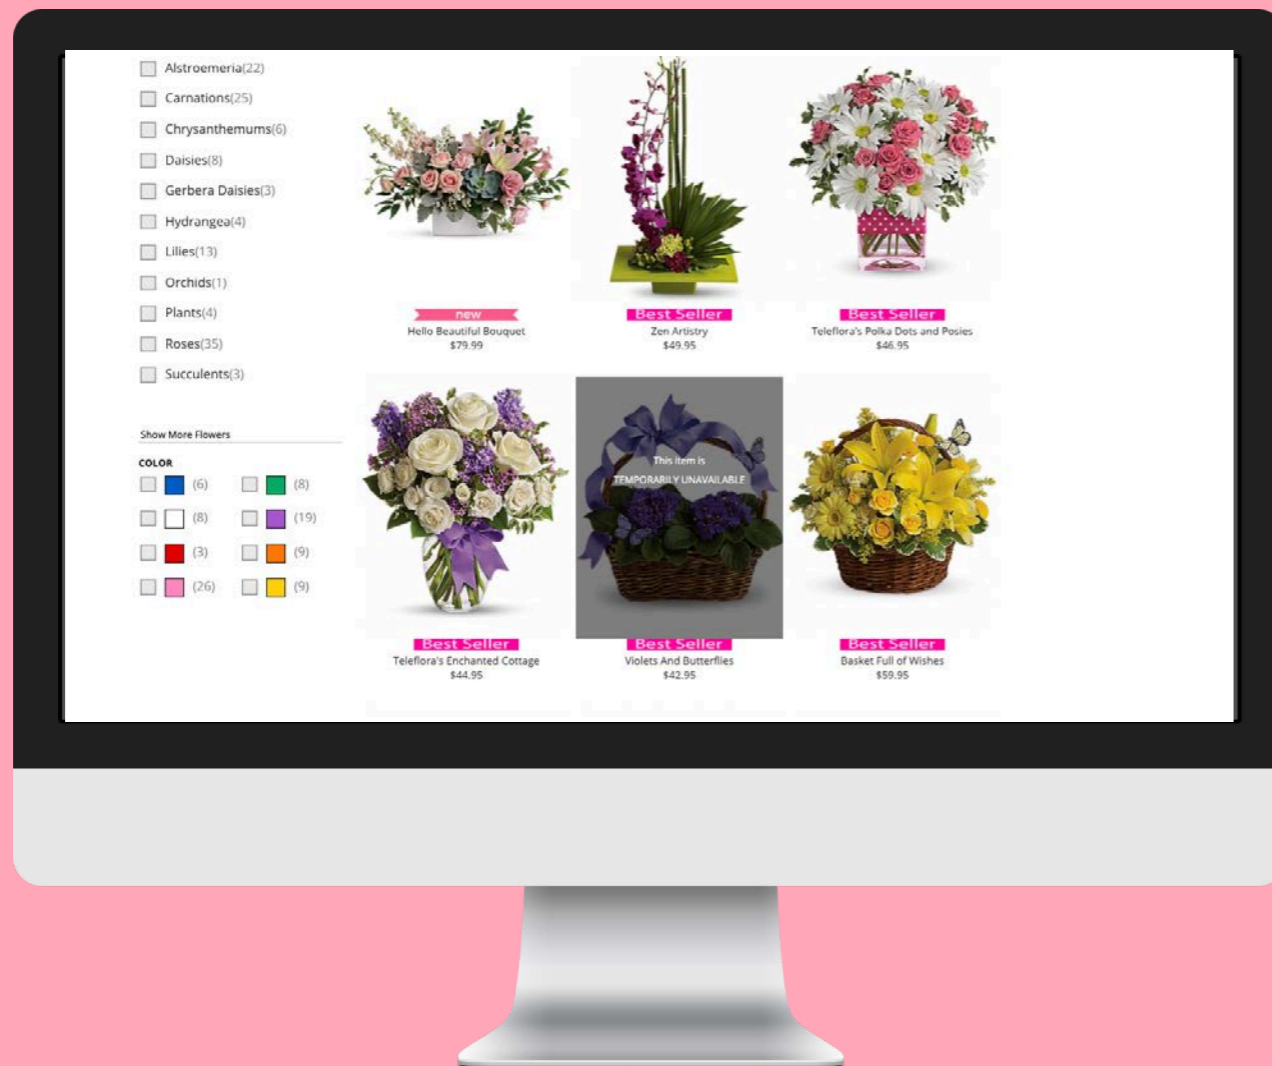 Alstroemeria(22)
Carnations(25)
Chrysanthemums(6)
Daisies(8)
Gerbera Daisies(3)
Hydrangea(4)
Lilies(13)
Orchids(1)
Plants(4)
Roses(35)
Succulents(3)
Show More Flowers
COLOR
(6) (8)
(8) (19)
(3) (9)
(26) (9)
new
Hello Beautiful Bouquet
$79.99
Best Seller
Zen Artistry
$49.95
Best Seller
Teleflora's Polka Dots and Posies
$46.95
Best Seller
Teleflora's Enchanted Cottage
$44.95
This item is
TEMPORARILY UNAVAILABLE
Best Seller
Violets And Butterflies
$42.95
Best Seller
Basket Full of Wishes
$59.95